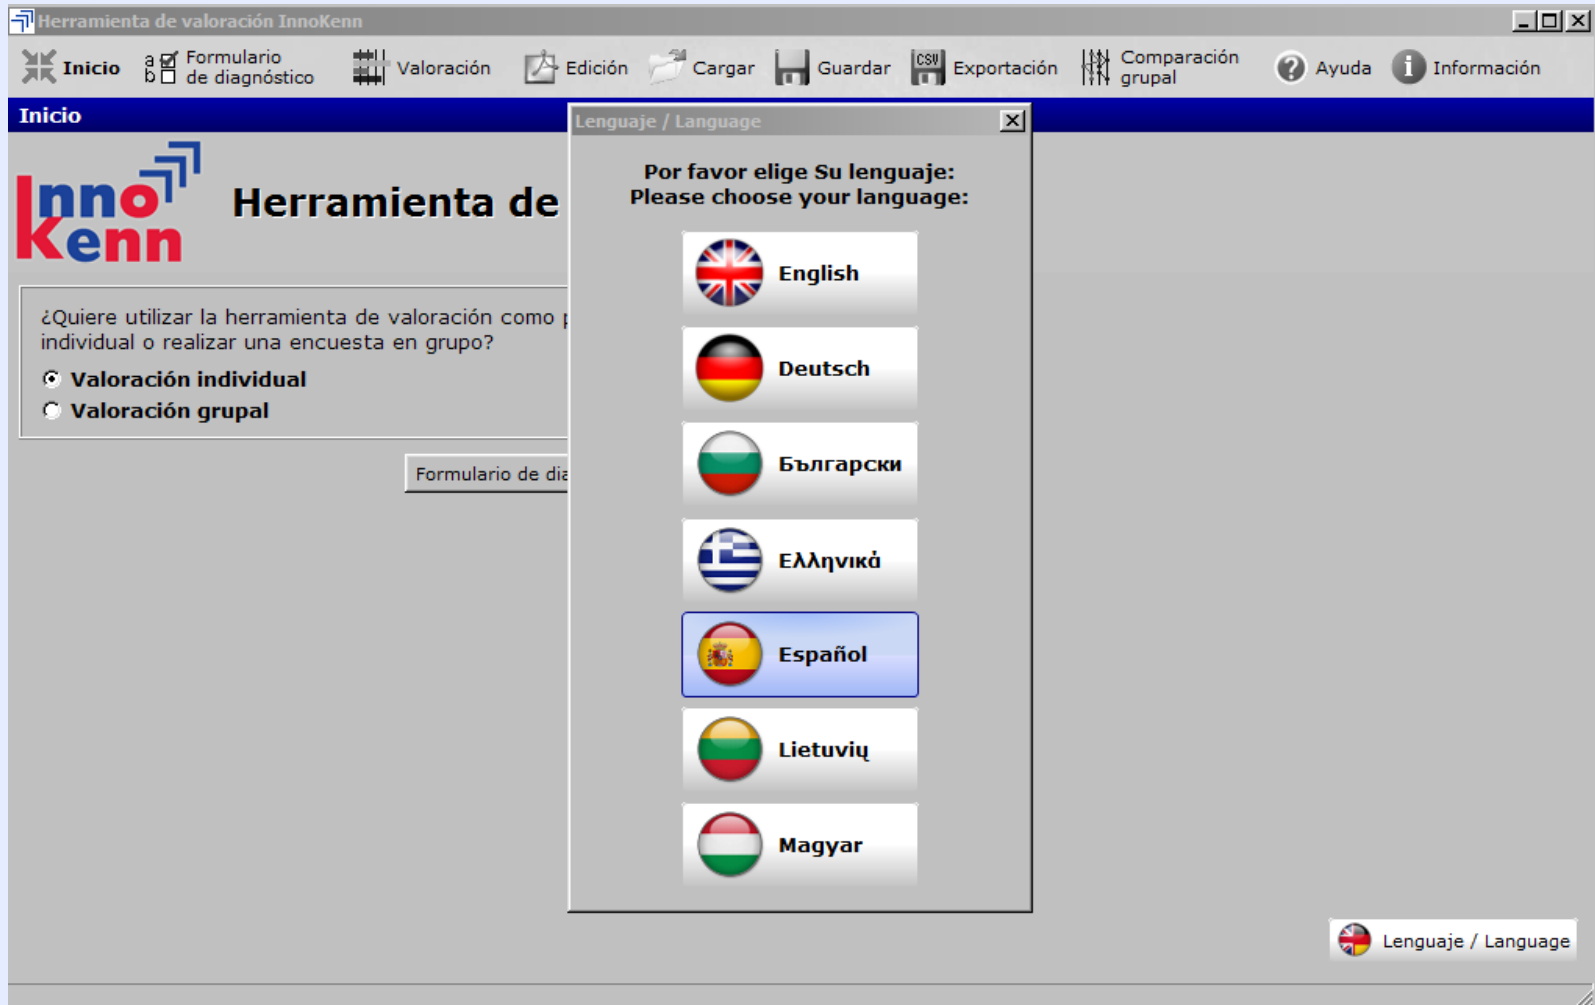 Herramienta de valoración InnoKenn
Inicio
a
b
Formulario
de diagnóstico
Valoración
Edición
Cargar
Guardar
CSV
Exportación
Comparación
grupal
? Ayuda
i Información
Inicio
Inno
Kenn
Herramienta de
¿Quiere utilizar la herramienta de valoración como
individual o realizar una encuesta en grupo?
Valoración individual
Valoración grupal
Formulario de
Lenguaje / Language
Por favor elige Su lenguaje:
Please choose your language:
English
Deutsch
Български
Ελληνικά
Español
Lietuvių
Magyar
Lenguaje / Language